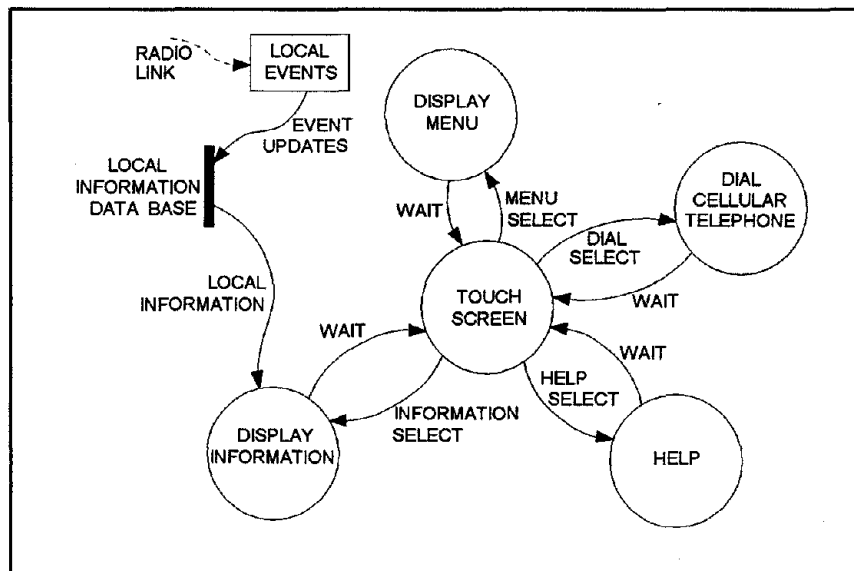 RADIO
LINK
LOCAL
EVENTS
EVENT
UPDATES
LOCAL
INFORMATION
DATA BASE
LOCAL
INFORMATION
DISPLAY
MENU
WAIT
MENU
SELECT
DIAL
CELLULAR
TELEPHONE
DIAL
SELECT
WAIT
TOUCH
SCREEN
WAIT
INFORMATION
SELECT
DISPLAY
INFORMATION
WAIT
HELP
SELECT
HELP